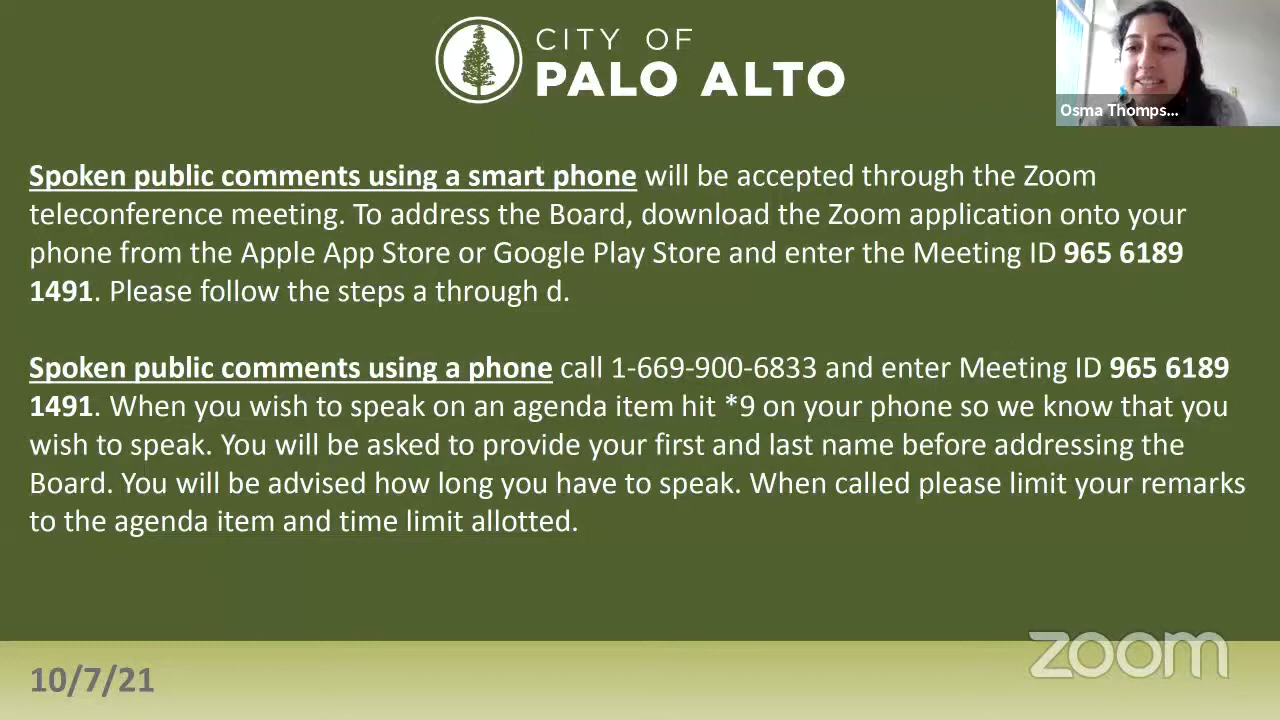 CITY OF
PALO ALTO
Osma Thomps...
Spoken public comments using a smart phone will be accepted through the Zoom
teleconference meeting. To address the Board, download the Zoom application onto your
phone from the Apple App Store or Google Play Store and enter the Meeting ID 965 6189
1491. Please follow the steps a through d.
Spoken public comments using a phone call 1-669-900-6833 and enter Meeting ID 965 6189
1491. When you wish to speak on an agenda item hit *9 on your phone so we know that you
wish to speak. You will be asked to provide your first and last name before addressing the
Board. You will be advised how long you have to speak. When called please limit your remarks
to the agenda item and time limit allotted.
10/7/21
zoom